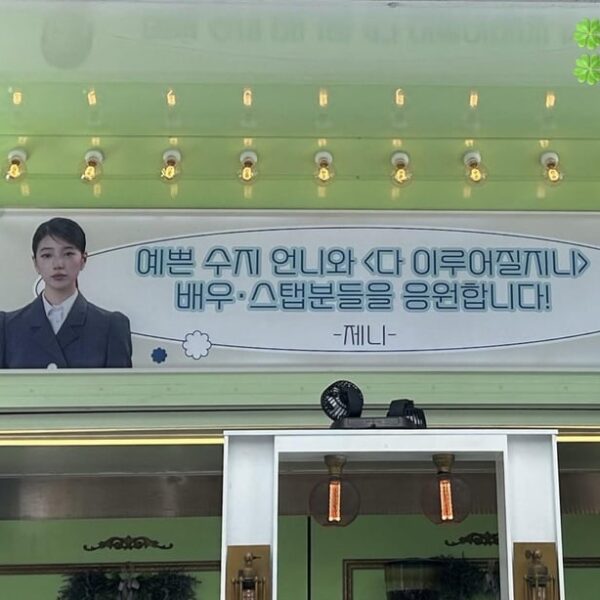 예쁜 수지 언니와 <다 이루어질지니>
배우·스탭분들을 응원합니다!
-제니-